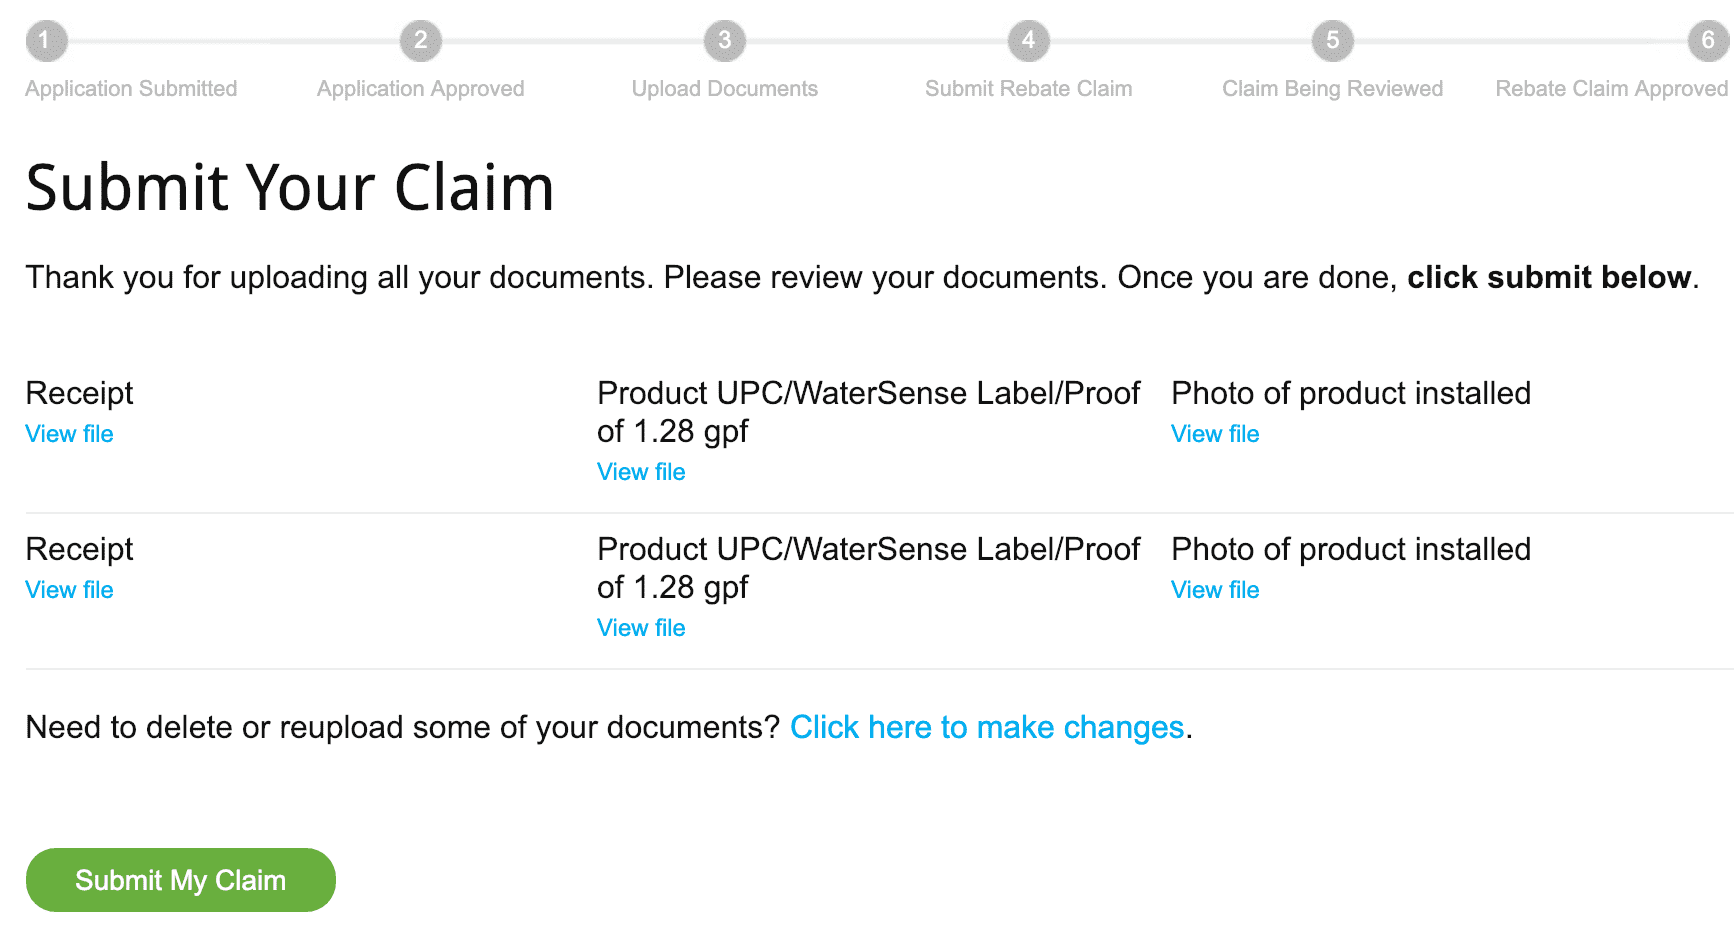 1 2 3 4 5 6
Application Submitted Application Approved Upload Documents Submit Rebate Claim Claim Being Reviewed Rebate Claim Approved
Submit Your Claim
Thank you for uploading all your documents. Please review your documents. Once you are done, click submit below.
Receipt
View file
Product UPC/WaterSense Label/Proof
of 1.28 gpf
View file
Photo of product installed
View file
Receipt
View file
Product UPC/WaterSense Label/Proof
of 1.28 gpf
View file
Photo of product installed
View file
Need to delete or reupload some of your documents? Click here to make changes.
Submit My Claim